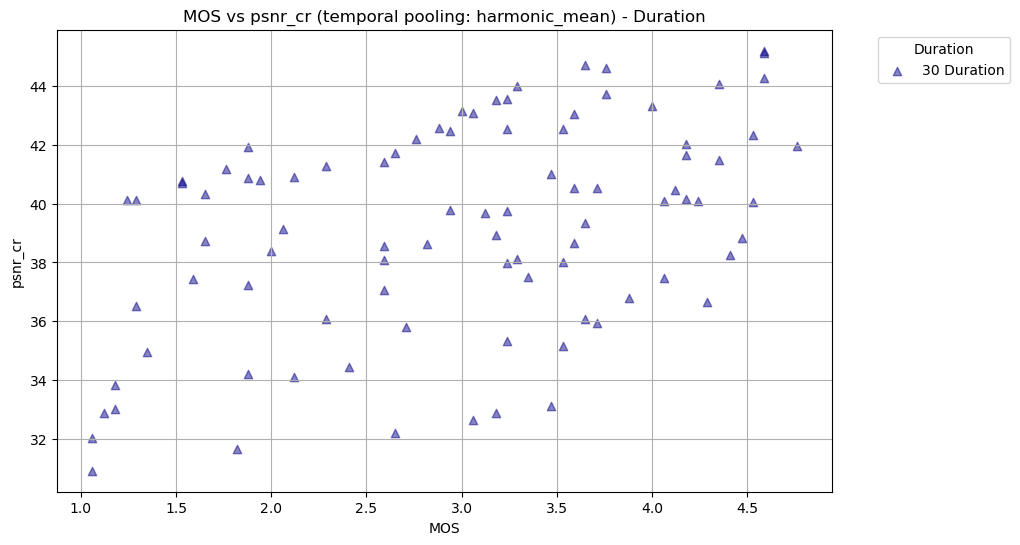 MOS vs psnr_cr (temporal pooling: harmonic_mean) - Duration
Duration
30 Duration
psnr_cr
44
42
40
38
36
34
32
1.0 1.5 2.0 2.5 3.0 3.5 4.0 4.5
MOS